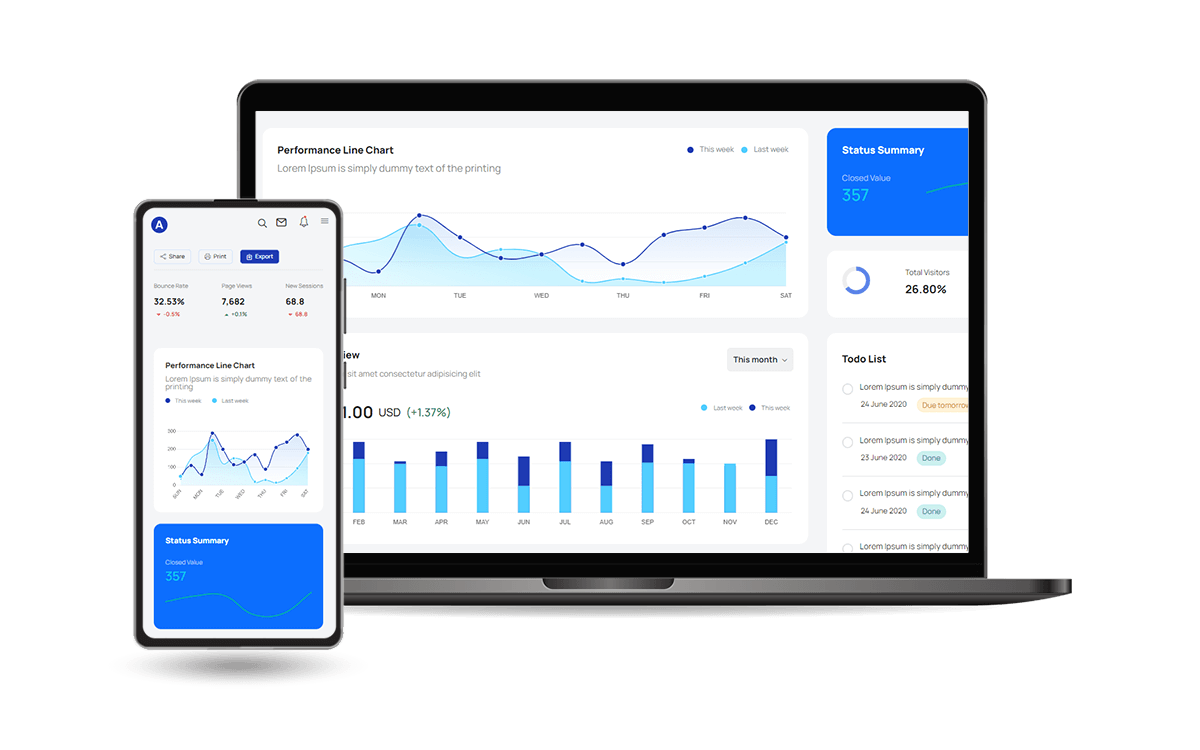 Performance Line Chart
This week
Last week
Lorem Ipsum is simply dummy text of the printing
MON
TUE
WED
THU
FRI
SAT
Status Summary
Closed Value
357
Total Visitors
26.80%
iew
This month
sit amet consectetur adipisicing elit
1.00 USD (+1.37%)
Last week
This week
FEB
MAR
APR
MAY
JUN
JUL
AUG
SEP
OCT
NOV
DEC
Todo List
Lorem Ipsum is simply dummy
24 June 2020
Due tomorrow
Lorem Ipsum is simply dummy
23 June 2020
Done
Lorem Ipsum is simply dummy
24 June 2020
Done
Lorem Ipsum is simply dummy
A
Share
Print
Export
Bounce Rate
Page Views
New Sessions
32.53%
7,682
68.8
-0.5%
+0.1%
68.8
Performance Line Chart
Lorem Ipsum is simply dummy text of the
printing
This week
Last week
300
200
100
0
SUN
MON
TUE
WED
THU
FRI
SAT
Status Summary
Closed Value
357